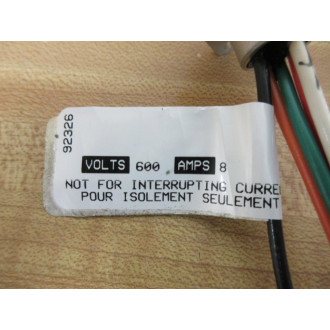 92326
VOLTS 600 AMPS 8
NOT FOR INTERRUPTING CURRE
POUR ISOLEMENT SEULEMENT